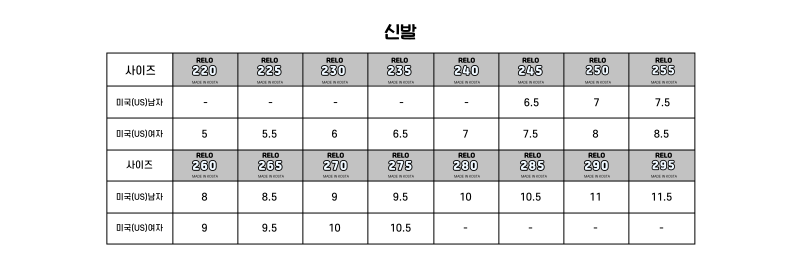 신발
사이즈 RELO 220 MADE IN KOSTA RELO 225 MADE IN KOSTA RELO 230 MADE IN KOSTA RELO 235 MADE IN KOSTA RELO 240 MADE IN KOSTA RELO 245 MADE IN KOSTA RELO 250 MADE IN KOSTA RELO 255 MADE IN KOSTA
미국(US)남자 - - - - - 6.5 7 7.5
미국(US)여자 5 5.5 6 6.5 7 7.5 8 8.5
사이즈 RELO 260 MADE IN KOSTA RELO 265 MADE IN KOSTA RELO 270 MADE IN KOSTA RELO 275 MADE IN KOSTA RELO 280 MADE IN KOSTA RELO 285 MADE IN KOSTA RELO 290 MADE IN KOSTA RELO 295 MADE IN KOSTA
미국(US)남자 8 8.5 9 9.5 10 10.5 11 11.5
미국(US)여자 9 9.5 10 10.5 - - - -